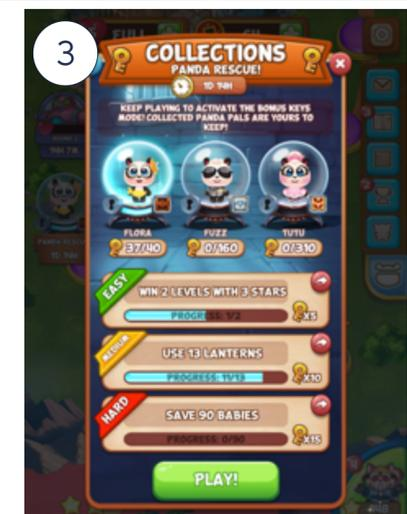 3
COLLECTIONS
PANDA RESCUE!
1D 14H
KEEP PLAYING TO ACTIVATE THE BONUS KEYS
MODE! COLLECTED PANDA PALS ARE YOURS TO
KEEP!
FLORA
FUZZ
TUTU
37/40
0/160
0/310
EASY
WIN 2 LEVELS WITH 3 STARS
PROGRESS: 1/2
X5
MEDIUM
USE 13 LANTERNS
PROGRESS: 11/13
X10
HARD
SAVE 90 BABIES
PROGRESS: 0/90
X15
PLAY!